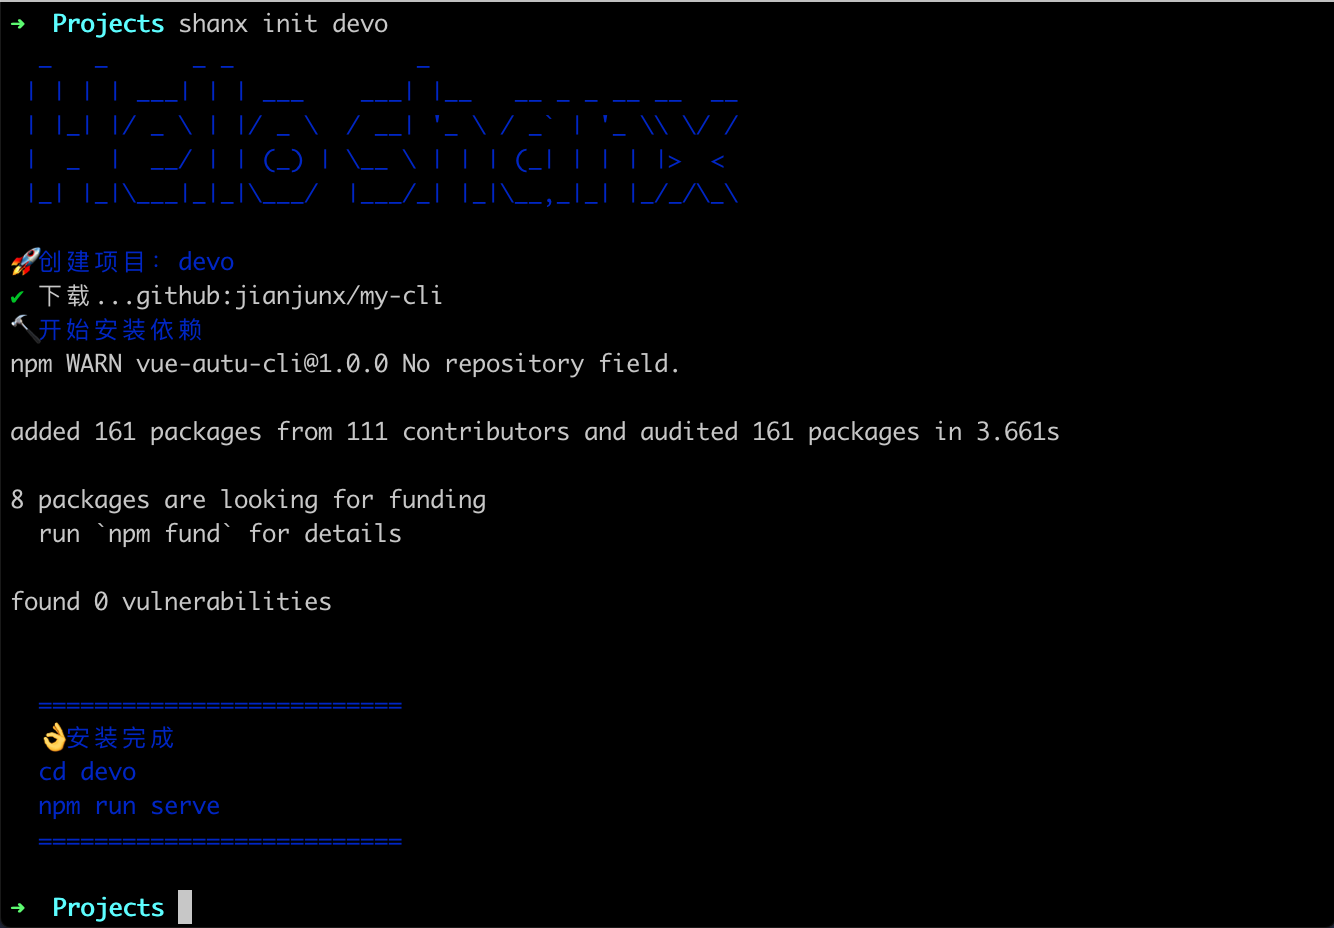 ➜  Projects shanx init devo
  _   _      _ _             _
 | | | | ___| | | ___    ___| |__   __ _ _ __ __  __
 | |_| |/ _ \ | |/ _ \  / __| '_ \ / _` | '_ \\ \/ /
 |  _  |  __/ | | (_) | \__ \ | | | (_| | | | |>  <
 |_| |_|\___|_|_|\___/  |___/_| |_|\__,_|_| |_/_/\_\
🚀创建项目: devo
✔ 下载...github:jianjunx/my-cli
🔨开始安装依赖
npm WARN vue-autu-cli@1.0.0 No repository field.
added 161 packages from 111 contributors and audited 161 packages in 3.661s
8 packages are looking for funding
  run `npm fund` for details
found 0 vulnerabilities
  ==========================
  👌安装完成
  cd devo
  npm run serve
  ==========================
➜  Projects